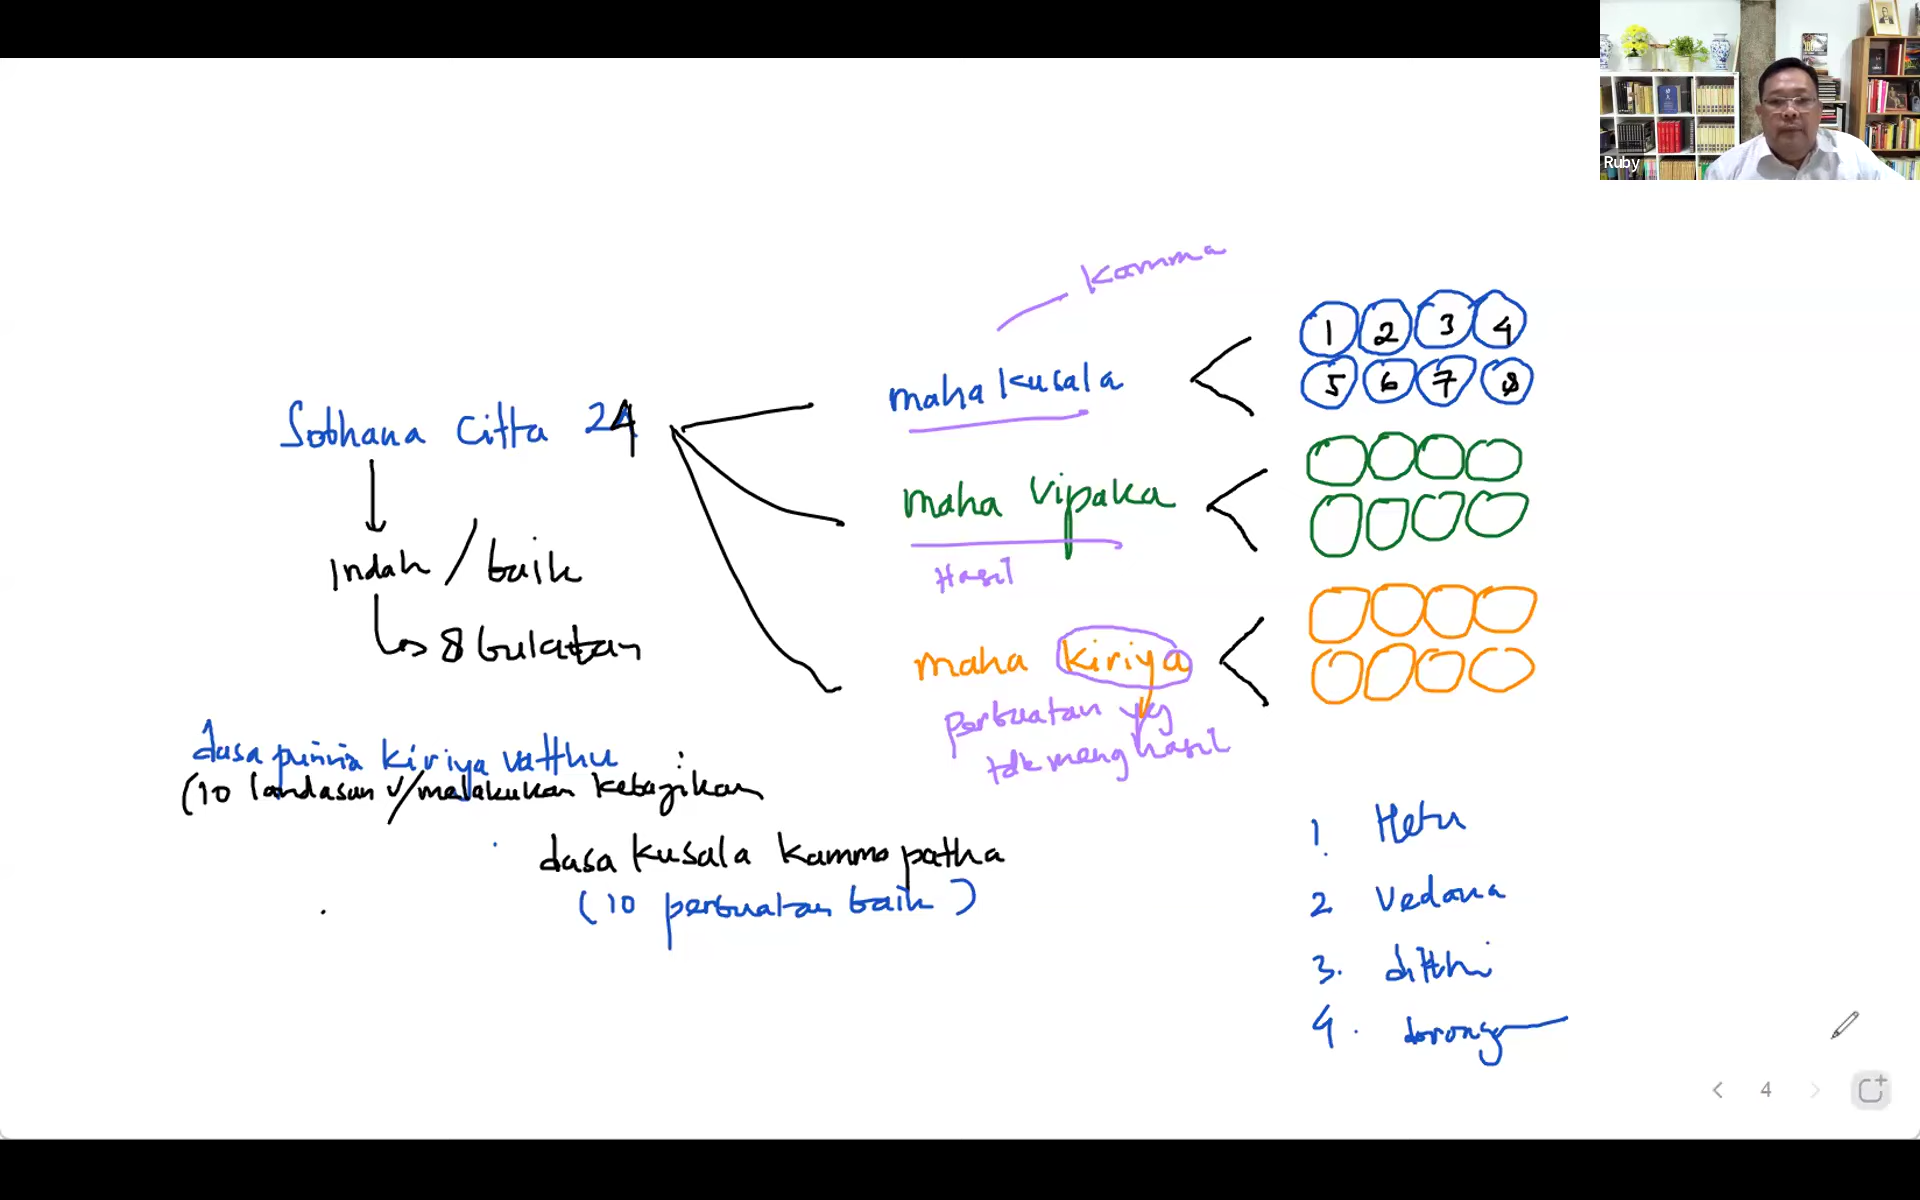 Ruby
Kamma
maha kusala
1 2 3 4
5 6 7 8
Sobhana Citta 24
maha vipaka
Hasil
Indah / baik
8 bulatan
maha kiriya
perbuatan yg
tdk menghasil
dasa punna kiriya vatthu
(10 landasan u/melakukan kebajikan
dasa kusala kammo patha
(10 perbuatan baik)
1 Hetu
2 Vedana
3. ditthi
4. dorong
4